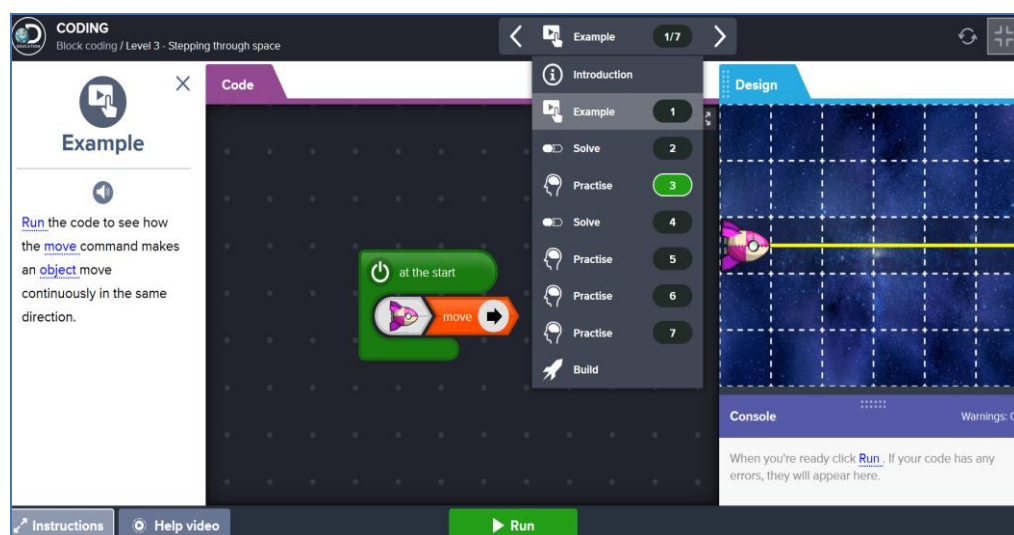 CODING
Block coding / Level 3 - Stepping through space
EDUCATION
Example 1/7
Introduction
Example 1
Solve 2
Practise 3
Solve 4
Practise 5
Practise 6
Practise 7
Build
Example
Run the code to see how
the move command makes
an object move
continuously in the same
direction.
Code
at the start
move
Design
Console
Warnings:
When you're ready click Run . If your code has any
errors, they will appear here.
Instructions
Help video
Run